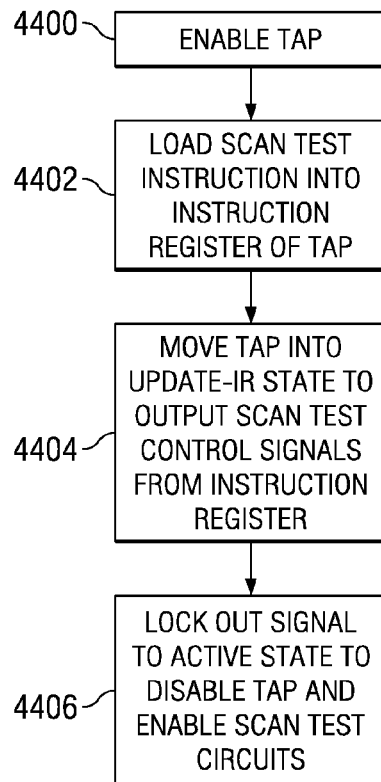 4400
ENABLE TAP
4402
LOAD SCAN TEST
INSTRUCTION INTO
INSTRUCTION
REGISTER OF TAP
4404
MOVE TAP INTO
UPDATE-IR STATE TO
OUTPUT SCAN TEST
CONTROL SIGNALS
FROM INSTRUCTION
REGISTER
4406
LOCK OUT SIGNAL
TO ACTIVE STATE TO
DISABLE TAP AND
ENABLE SCAN TEST
CIRCUITS